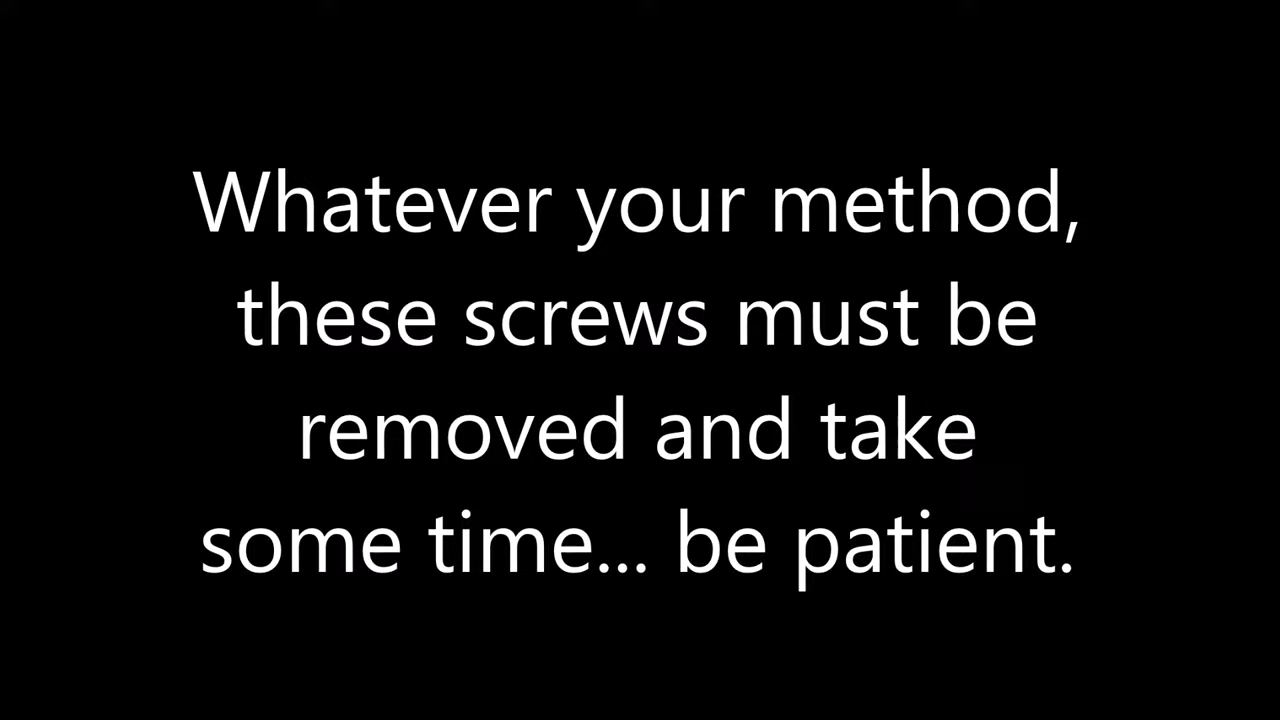 Whatever your method,
these screws must be
removed and take
some time... be patient.